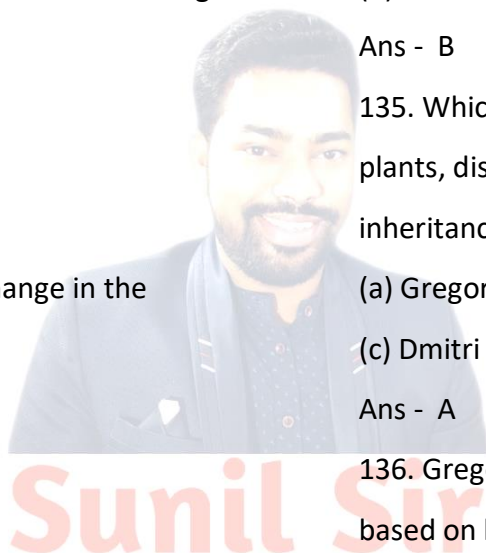 Ans - B
135. Whic
plants, dis
inheritanc
ange in the
(a) Gregor
(c) Dmitri
Ans - A
136. Greg
based on
Sunil Sir